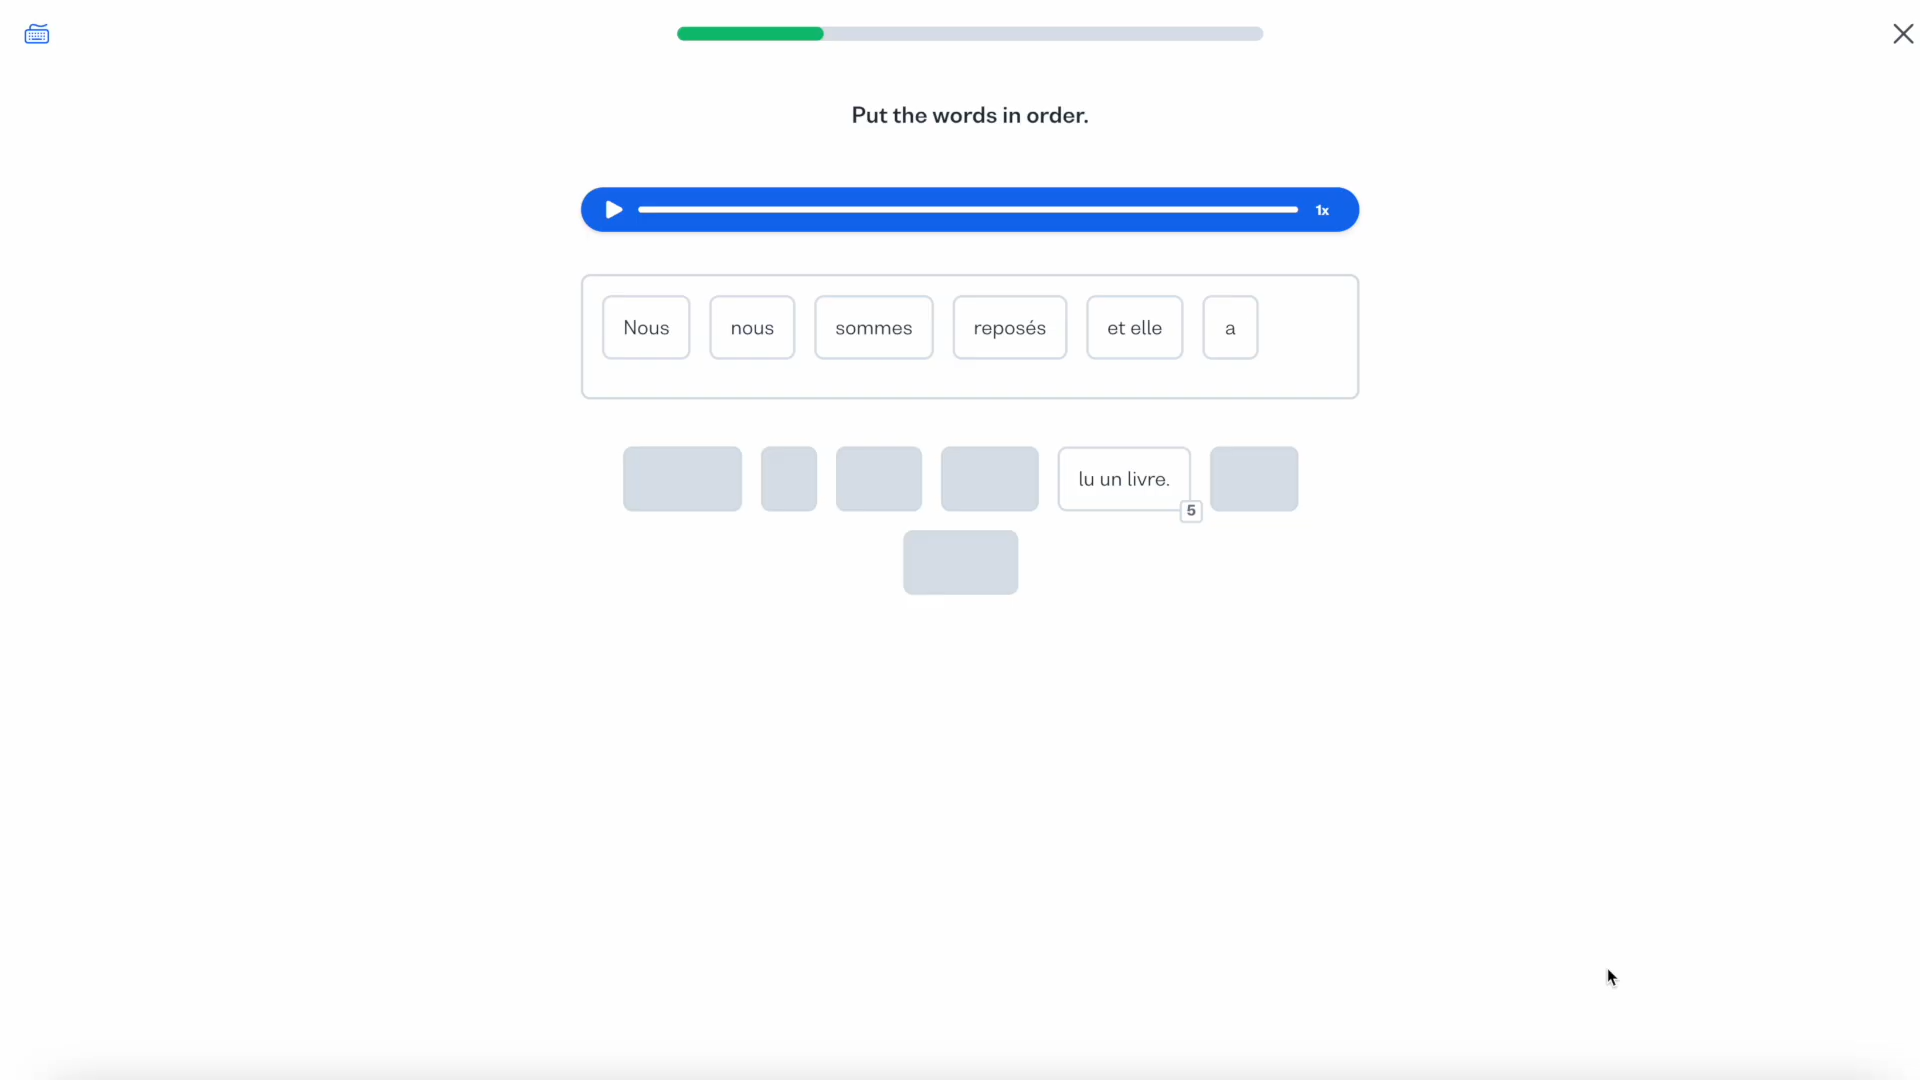 Put the words in order.
1x
Nous nous sommes reposés et elle a
lu un livre.
5